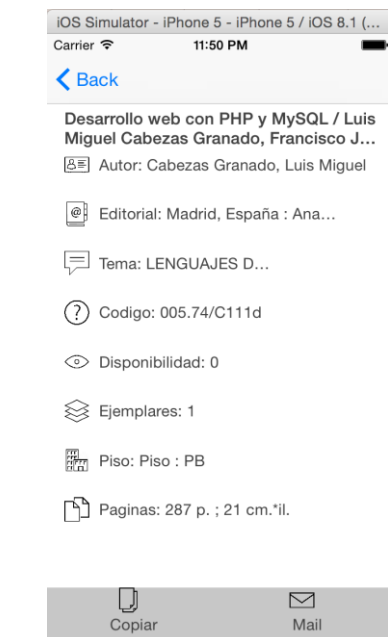 iOS Simulator - iPhone 5 - iPhone 5 / iOS 8.1 (...
Carrier 11:50 PM
Back
Desarrollo web con PHP y MySQL / Luis
Miguel Cabezas Granado, Francisco J...
Autor: Cabezas Granado, Luis Miguel
Editorial: Madrid, España : Ana...
Tema: LENGUAJES D...
Codigo: 005.74/C111d
Disponibilidad: 0
Ejemplares: 1
Piso: Piso : PB
Paginas: 287 p. ; 21 cm.*il.
Copiar Mail